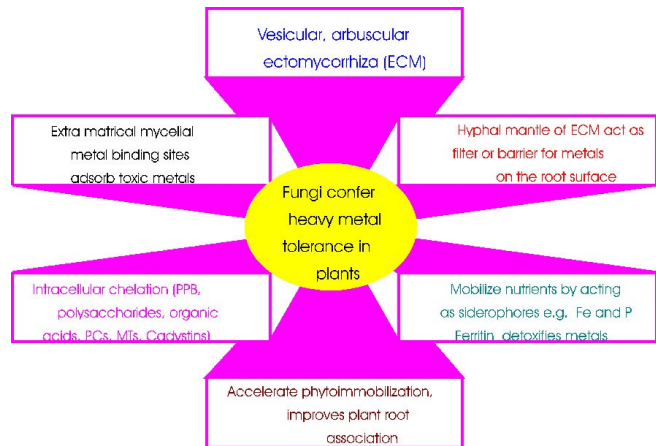 Vesicular, arbuscular
ectomycorrhiza (ECM)
Extra matrical mycelial
metal binding sites
adsorb toxic metals
Hyphal mantle of ECM act as
filter or barrier for metals
on the root surface
Fungi confer
heavy metal
tolerance in
plants
Intracellular chelation (PPB,
polysaccharides, organic
acids, PCs, MTs, Cadystins)
Mobilize nutrients by acting
as siderophores e.g. Fe and P
Ferritin detoxifies metals
Accelerate phytoimmobilization,
improves plant root
association